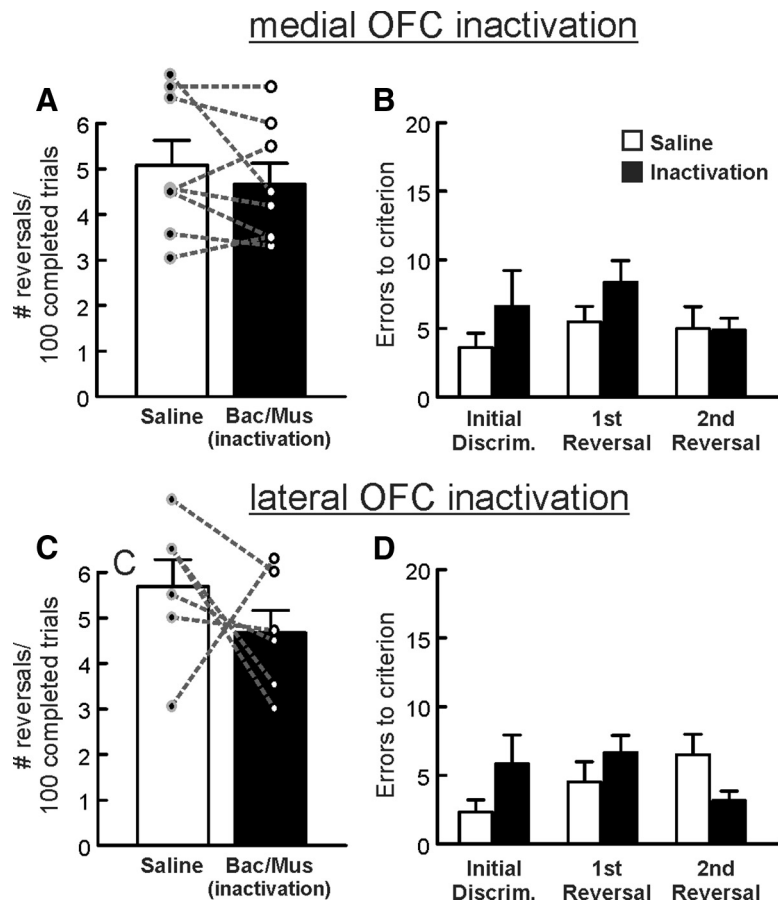 medial OFC inactivation
A
# reversals/
100 completed trials
6
5
4
3
2
1
0
Saline
Bac/Mus
(inactivation)
B
Errors to criterion
20
15
10
5
0
Saline
Inactivation
Initial
Discrim.
1st
Reversal
2nd
Reversal
lateral OFC inactivation
C
C
# reversals/
100 completed trials
6
5
4
3
2
1
0
Saline
Bac/Mus
(inactivation)
D
Errors to criterion
20
15
10
5
0
Initial
Discrim.
1st
Reversal
2nd
Reversal